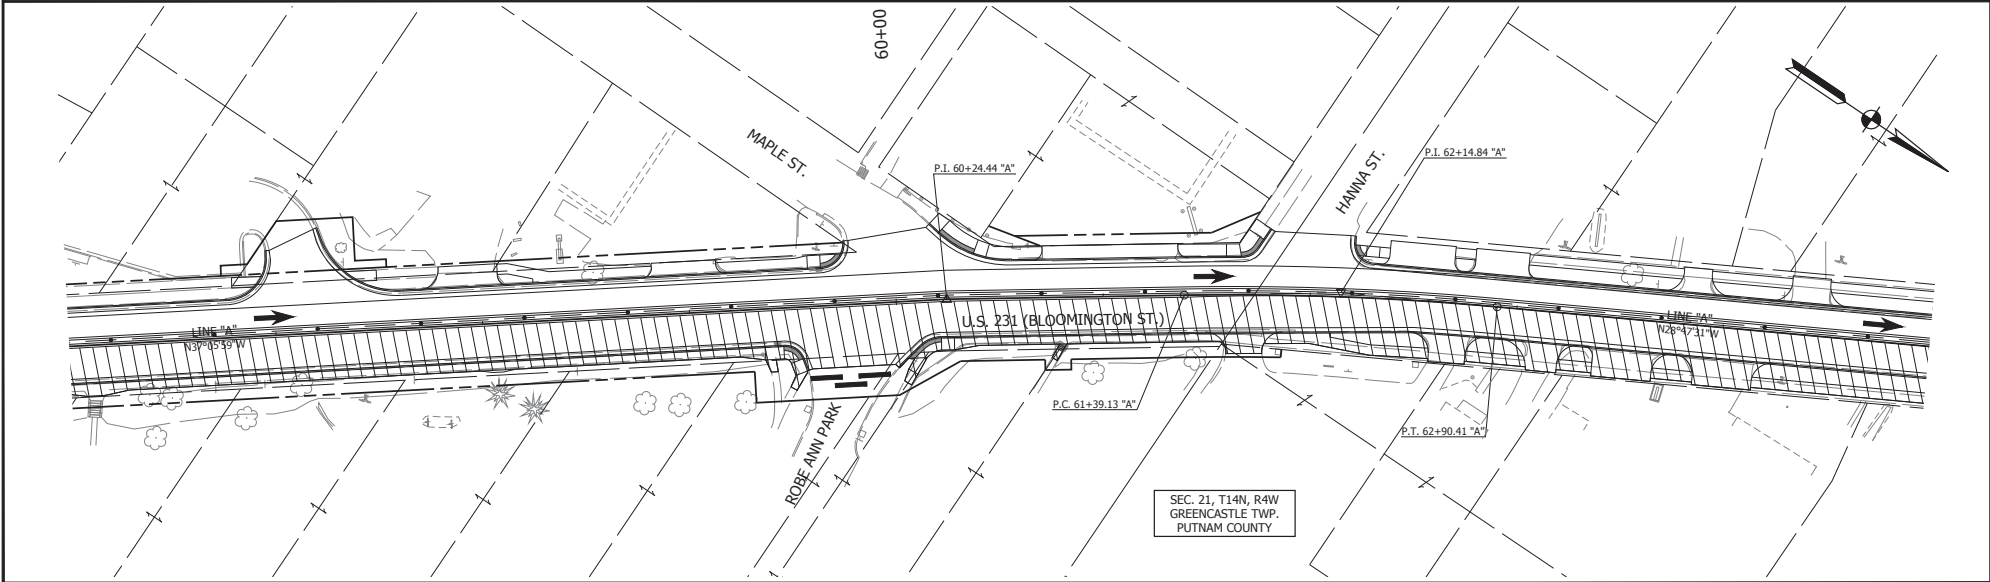 60+00
MAPLE ST.
P.I. 60+24.44 "A"
HANNA ST.
P.I. 62+14.84 "A"
LINE "A"
N37°05'59"W
U.S. 231 (BLOOMINGTON ST.)
LINE "A"
N28°47'31"W
P.C. 61+39.13 "A"
P.T. 62+90.41 "A"
ROBE ANN PARK
SEC. 21, T14N, R4W
GREENCASTLE TWP.
PUTNAM COUNTY